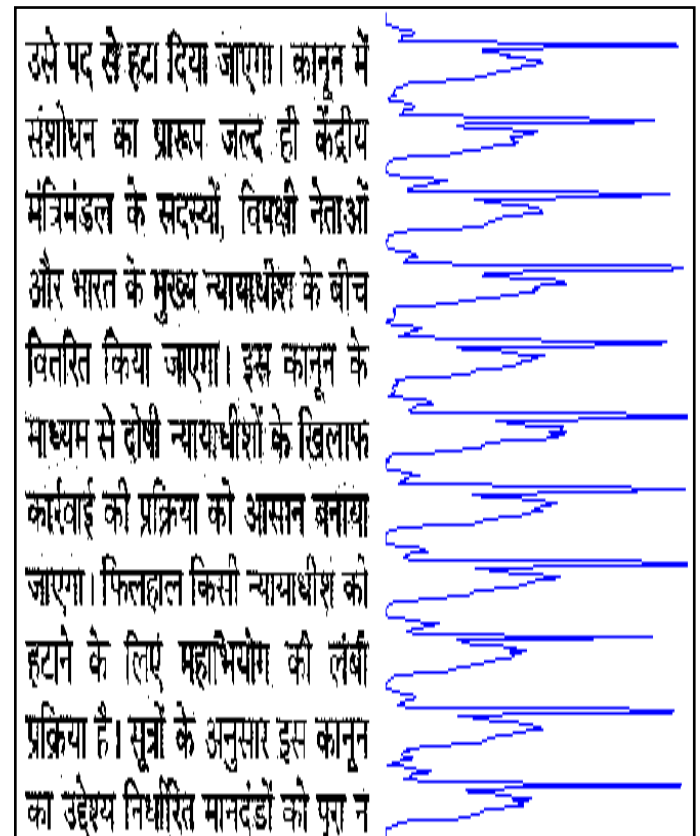 उसे पद से हटा दिया जाएगा। कानून में
संशोधन का प्रारूप जल्द ही केंद्रीय
मंत्रिमंडल के सदस्यों, विपक्षी नेताओं
और भारत के मुख्य न्यायाधीश के बीच
वितरित किया जाएगा। इस कानून के
माध्यम से दोषी न्यायाधीशों के खिलाफ
कार्रवाई की प्रक्रिया को आसान बनाया
जाएगा। फिलहाल किसी न्यायाधीश को
हटाने के लिए महाभियोग की लंबी
प्रक्रिया है। सूत्रों के अनुसार इस कानून
का उद्देश्य निर्धारित मानदंडों को पूरा न